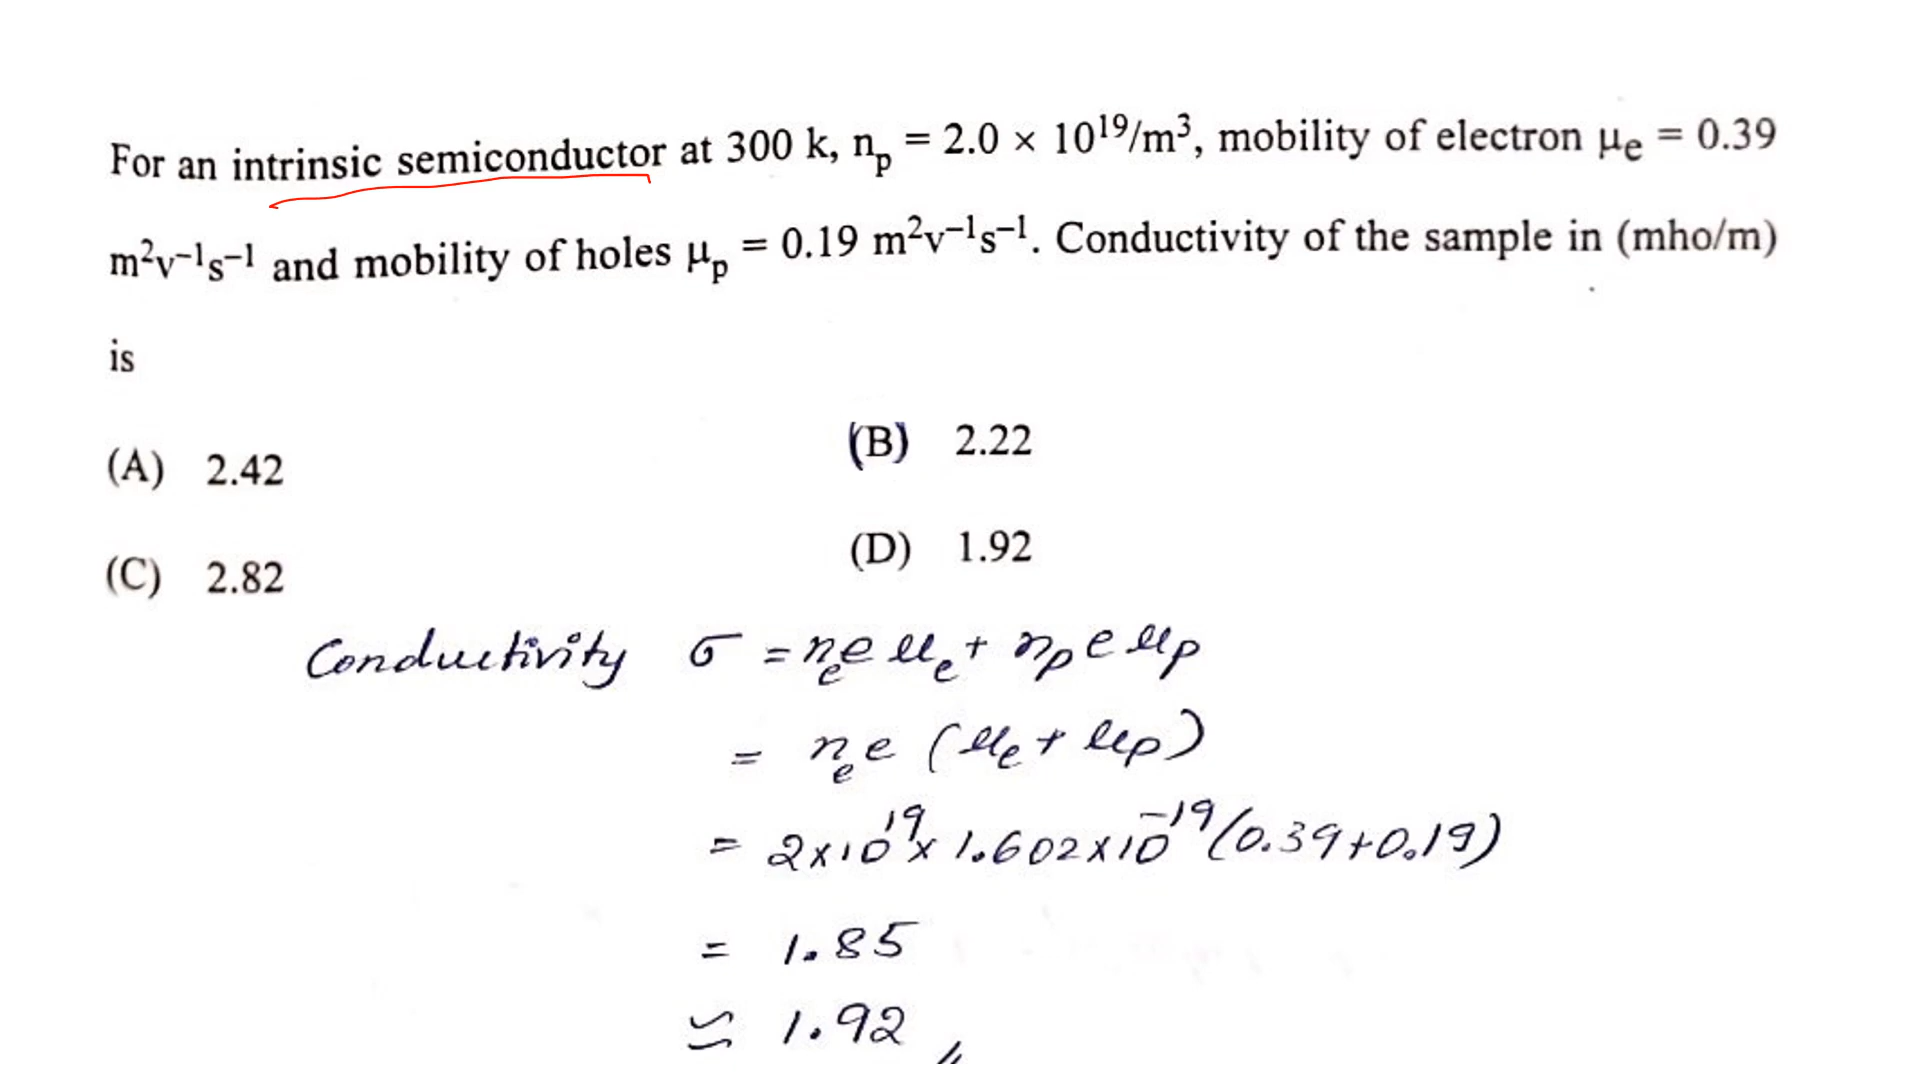 For an intrinsic semiconductor at 300 k, nₚ = 2.0 × 10¹⁹/m³, mobility of electron μₑ = 0.39
m²v⁻¹s⁻¹ and mobility of holes μₚ = 0.19 m²v⁻¹s⁻¹. Conductivity of the sample in (mho/m)
is
(A) 2.42 (B) 2.22
(C) 2.82 (D) 1.92
Conductivity σ = nₑe μₑ + nₚ e μₚ
= nₑe (μₑ + μₚ)
= 2×10¹⁹ × 1.602×10⁻¹⁹ (0.39+0.19)
= 1.85
≈ 1.92 //